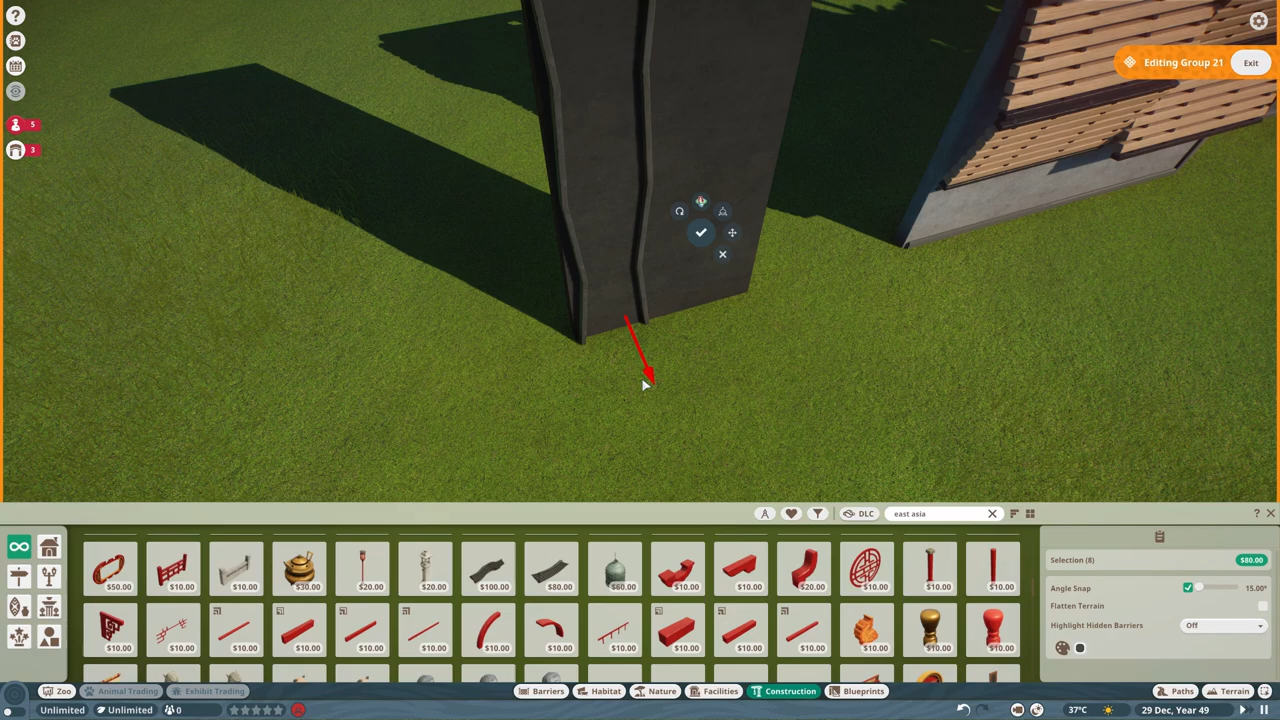 Editing Group 21 Exit
5
3
DLC east asia
$50.00 $10.00 $10.00 $30.00 $20.00 $20.00 $100.00 $80.00 $60.00 $10.00 $10.00 $20.00 $10.00 $10.00 $10.00
Selection (8) $80.00
Angle Snap 15.00°
Flatten Terrain
Highlight Hidden Barriers Off
$10.00 $10.00 $10.00 $10.00 $10.00 $10.00 $10.00 $10.00 $10.00 $10.00 $10.00 $10.00 $10.00 $10.00 $10.00
Zoo Animal Trading Exhibit Trading Barriers Habitat Nature Facilities Construction Blueprints Paths Terrain
Unlimited Unlimited 0 37°C 29 Dec, Year 49